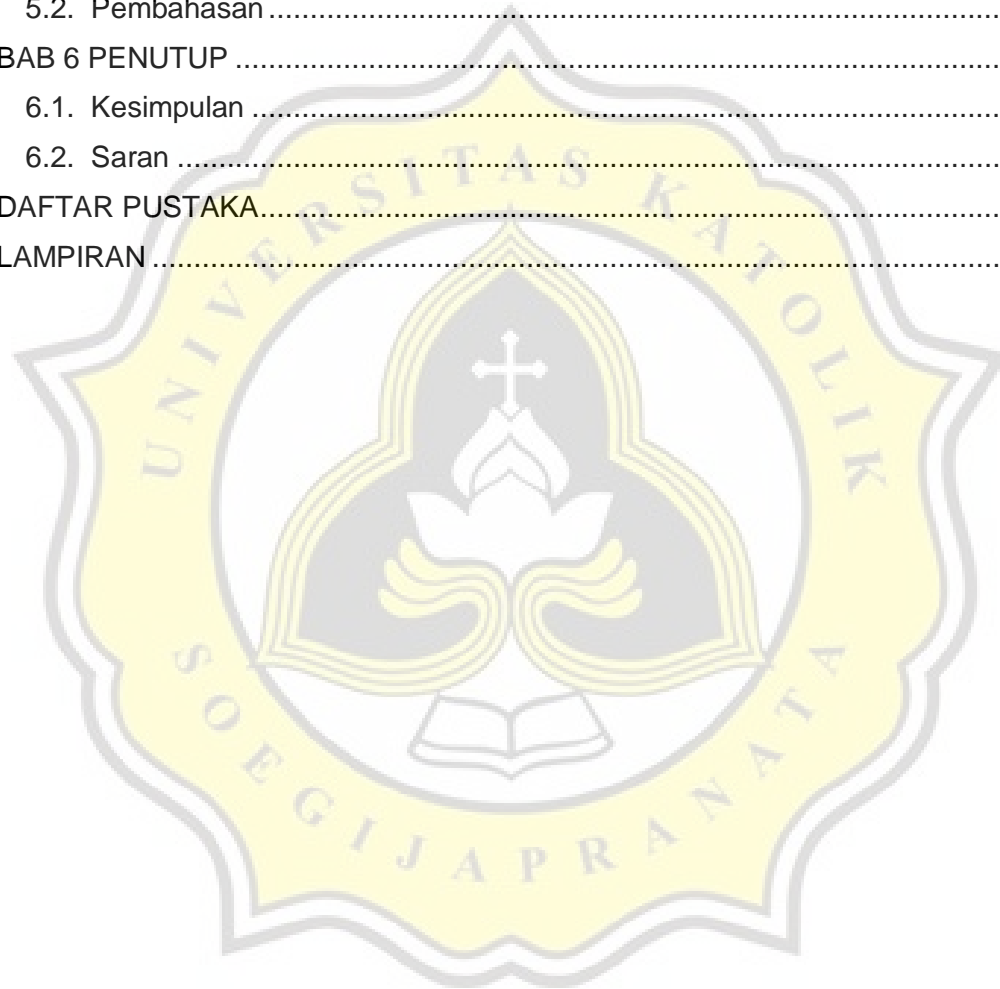 5.2. Pembahasan ........................................................................................
BAB 6 PENUTUP ........................................................................................
6.1. Kesimpulan ........................................................................................
6.2. Saran ........................................................................................
DAFTAR PUSTAKA ........................................................................................
LAMPIRAN ........................................................................................
UNIVERSITAS KATOLIK
SOEGIJAPRANATA